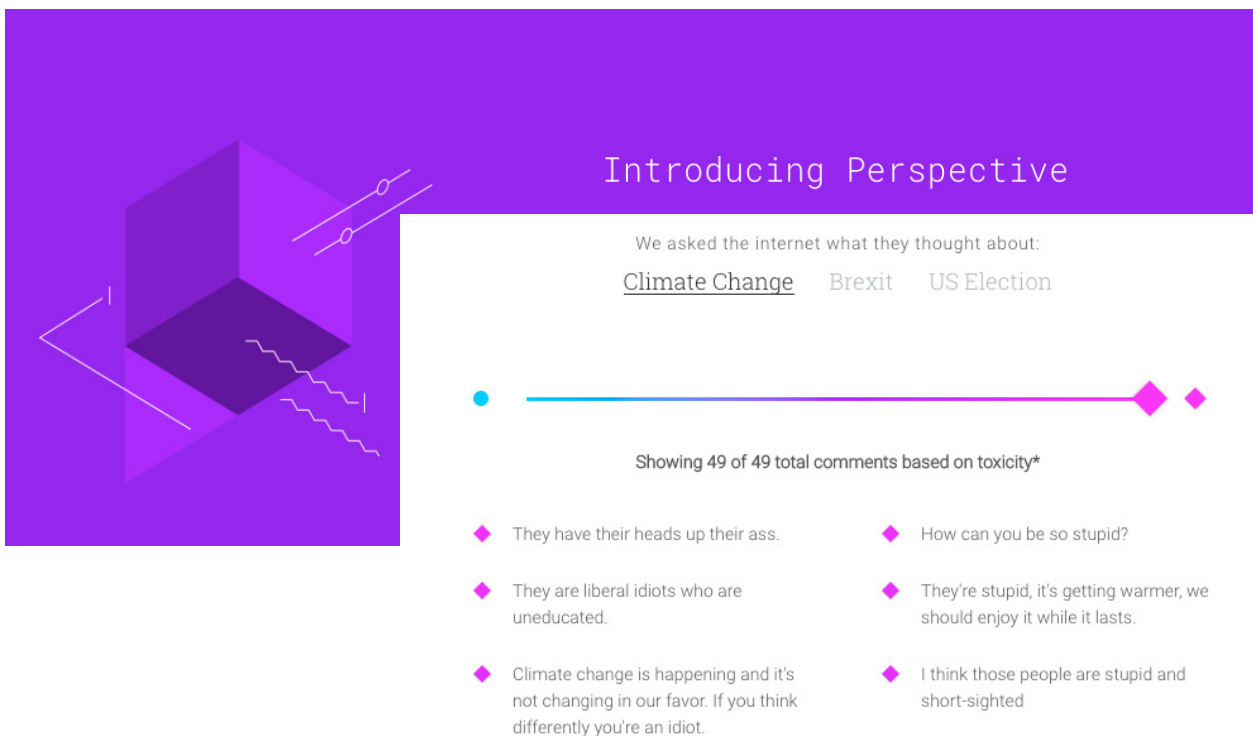 Introducing Perspective
We asked the internet what they thought about:
Climate Change Brexit US Election
Showing 49 of 49 total comments based on toxicity*
They have their heads up their ass.
How can you be so stupid?
They are liberal idiots who are
uneducated.
They're stupid, it's getting warmer, we
should enjoy it while it lasts.
Climate change is happening and it's
not changing in our favor. If you think
differently you're an idiot.
I think those people are stupid and
short-sighted